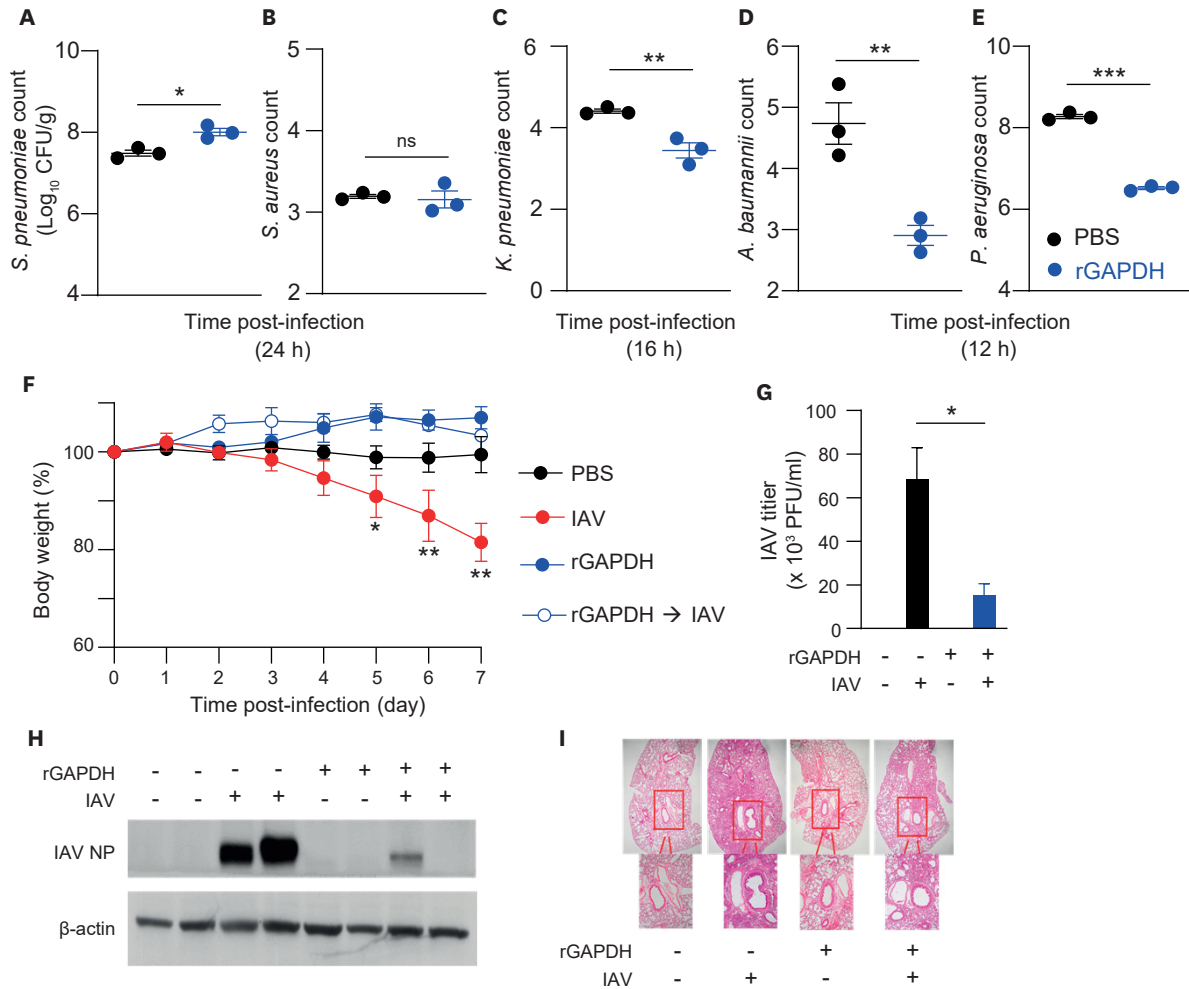 A
S. pneumoniae count
(Log₁₀ CFU/g)
10
8
6
4
*
B
S. aureus count
5
4
3
2
ns
Time post-infection
(24 h)
C
K. pneumoniae count
6
4
2
0
**
Time post-infection
(16 h)
D
A. baumannii count
6
5
4
3
2
**
E
P. aeruginosa count
10
8
6
4
***
PBS
rGAPDH
Time post-infection
(12 h)
F
Body weight (%)
100
80
60
*
**
**
0 1 2 3 4 5 6 7
Time post-infection (day)
PBS
IAV
rGAPDH
rGAPDH → IAV
G
IAV titier
(x 10³ PFU/ml)
100
80
60
40
20
0
*
rGAPDH - - + +
IAV - + - +
H
rGAPDH - - - - + + + +
IAV - - + + - - + +
IAV NP
β-actin
I
rGAPDH - - + +
IAV - + - +